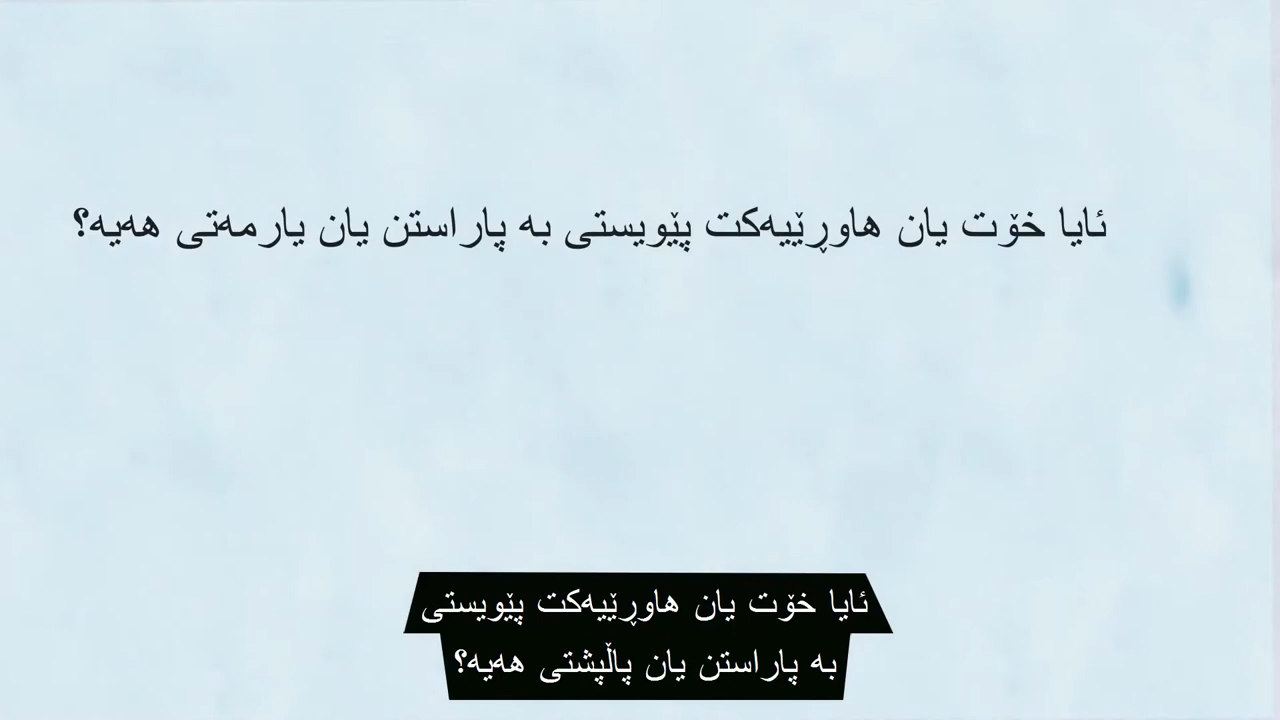 ئایا خۆت یان هاوڕێیەکت پێویستی بە پاراستن یان یارمەتی هەیە؟
ئایا خۆت یان هاوڕێیەکت پێویستی
بە پاراستن یان پاڵپشتی هەیە؟